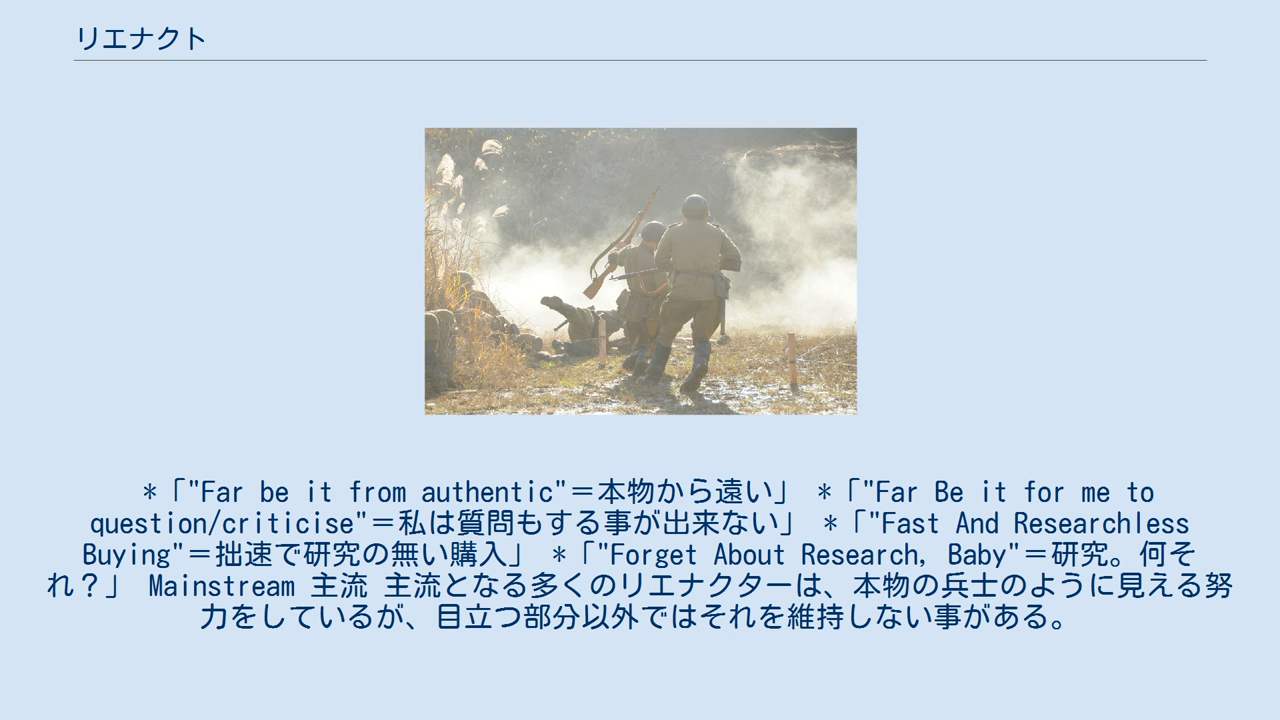 リエナクト
*「"Far be it from authentic"＝本物から遠い」 *「"Far Be it for me to
question/criticise"＝私は質問もする事が出来ない」 *「"Fast And Researchless
Buying"＝拙速で研究の無い購入」 *「"Forget About Research, Baby"＝研究。何そ
れ？」 Mainstream 主流 主流となる多くのリエナクターは、本物の兵士のように見える努
力をしているが、目立つ部分以外ではそれを維持しない事がある。